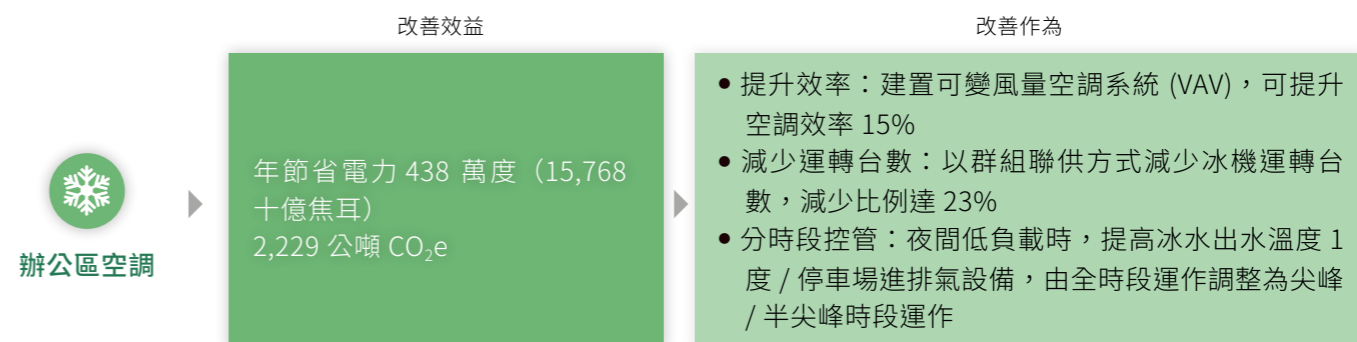 改善效益
改善作為
辦公區空調
年節省電力 438 萬度（15,768
十億焦耳）
2,229 公噸 CO₂e
• 提升效率：建置可變風量空調系統 (VAV)，可提升
空調效率 15%
• 減少運轉台數：以群組聯供方式減少冰機運轉台
數，減少比例達 23%
• 分時段控管：夜間低負載時，提高冰水出水溫度 1
度 / 停車場進排氣設備，由全時段運作調整為尖峰
/ 半尖峰時段運作